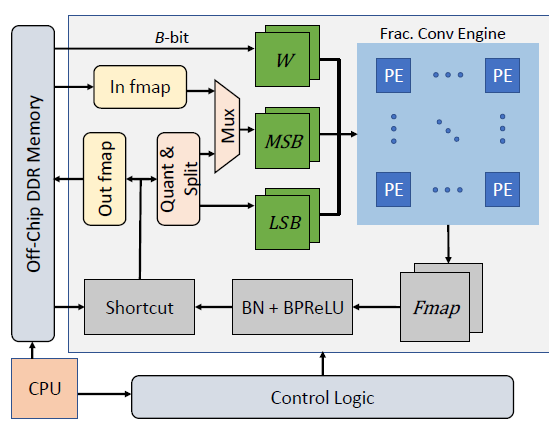 Frac. Conv Engine
B-bit
W
PE
PE
In fmap
Mux
MSB
Off-Chip DDR Memory
Out fmap
Quant &
Split
PE
PE
LSB
Shortcut
BN + BPReLU
Fmap
CPU
Control Logic